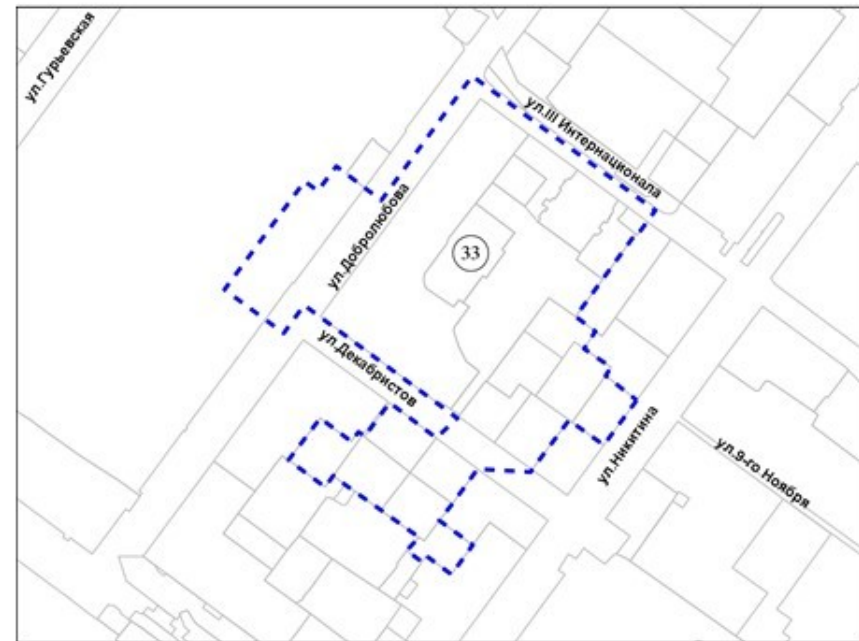 ул.Гурьевская
ул.III Интернационала
ул.Добролюбова
33
ул.Декабристов
ул.Никитина
ул.9-го Ноября